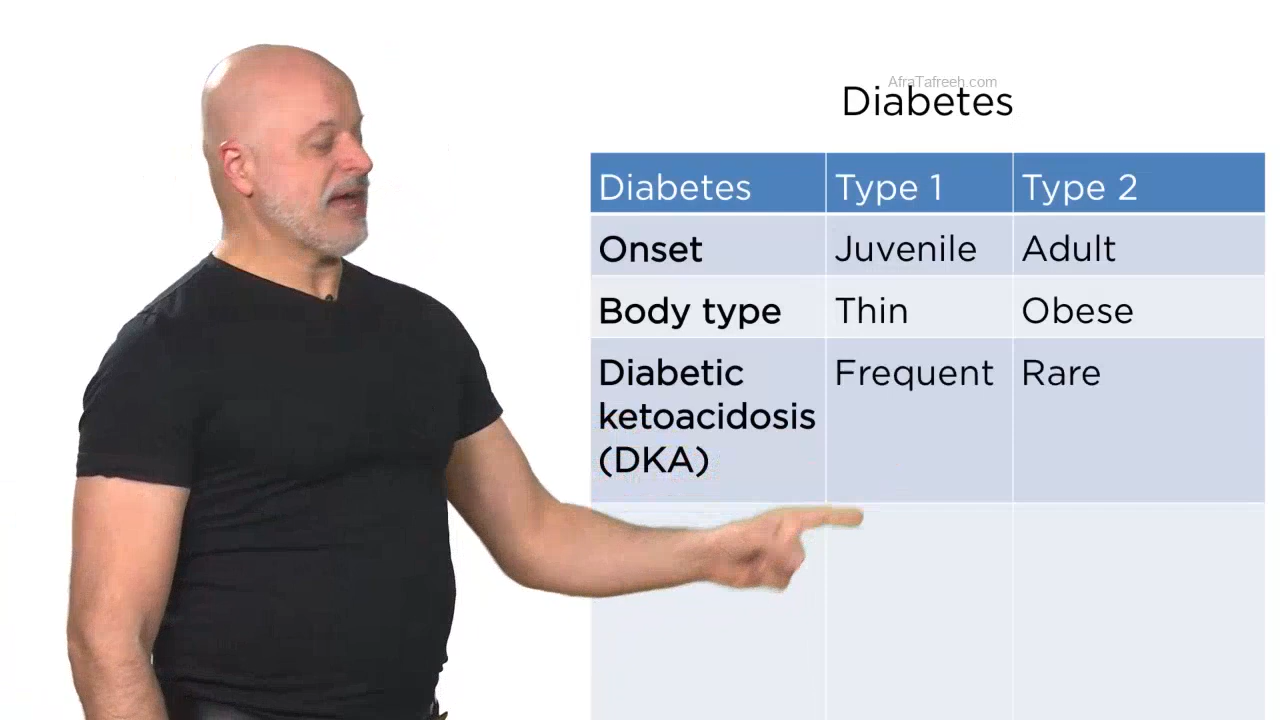 AfraTafreeh.com
Diabetes
Diabetes Type 1 Type 2
Onset Juvenile Adult
Body type Thin Obese
Diabetic Frequent Rare
ketoacidosis
(DKA)